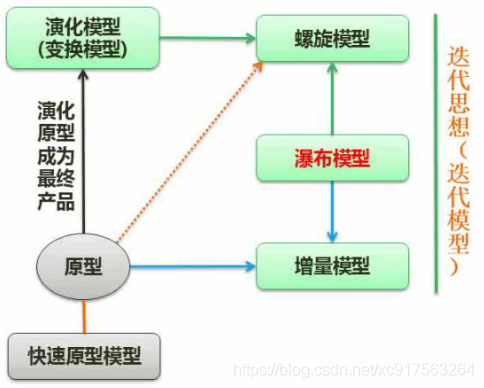 演化模型
(变换模型)
螺旋模型
演化
原型
成为
最终
产品
瀑布模型
迭代思想(迭代模型)
原型
增量模型
快速原型模型
https://blog.csdn.net/xc917563264